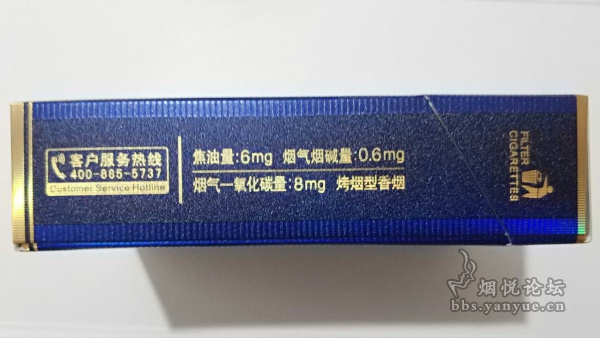 客户服务热线
400-885-5737
Customer Service Hotline
焦油量:6mg 烟气烟碱量:0.6mg
烟气一氧化碳量:8mg 烤烟型香烟
FILTER
CIGARETTES
烟悦论坛
bbs.yanyue.cn